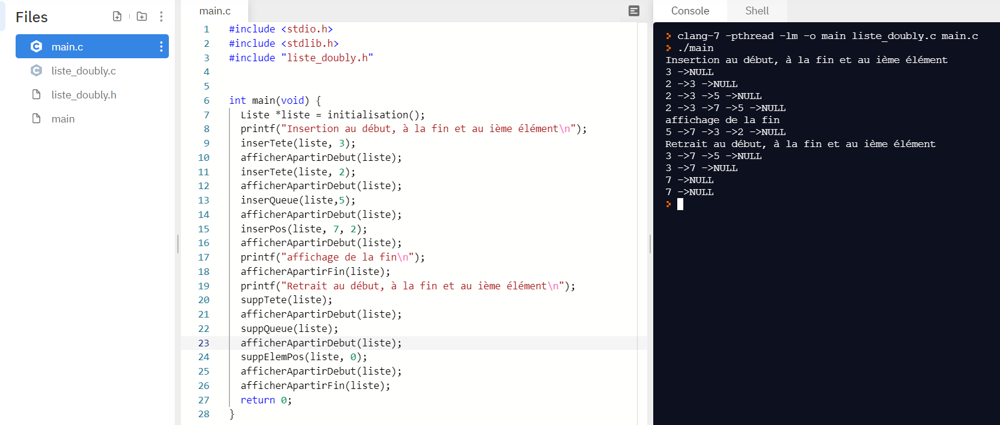 Files
main.c
liste_doubly.c
liste_doubly.h
main
main.c
1 #include <stdio.h>
2 #include <stdlib.h>
3 #include "liste_doubly.h"
4
5
6 int main(void) {
7 Liste *liste = initialisation();
8 printf("Insertion au début, à la fin et au ième élément\n");
9 inserTete(liste, 3);
10 afficherApartirDebut(liste);
11 inserTete(liste, 2);
12 afficherApartirDebut(liste);
13 inserQueue(liste,5);
14 afficherApartirDebut(liste);
15 inserPos(liste, 7, 2);
16 afficherApartirDebut(liste);
17 printf("affichage de la fin\n");
18 afficherApartirFin(liste);
19 printf("Retrait au début, à la fin et au ième élément\n");
20 suppTete(liste);
21 afficherApartirDebut(liste);
22 suppQueue(liste);
23 afficherApartirDebut(liste);
24 suppElemPos(liste, 0);
25 afficherApartirDebut(liste);
26 afficherApartirFin(liste);
27 return 0;
28 }
Console Shell
clang-7 -pthread -lm -o main liste_doubly.c main.c
./main
Insertion au début, à la fin et au ième élément
3 ->NULL
2 ->3 ->NULL
2 ->3 ->5 ->NULL
2 ->3 ->7 ->5 ->NULL
affichage de la fin
5 ->7 ->3 ->2 ->NULL
Retrait au début, à la fin et au ième élément
3 ->7 ->5 ->NULL
3 ->7 ->NULL
7 ->NULL
7 ->NULL